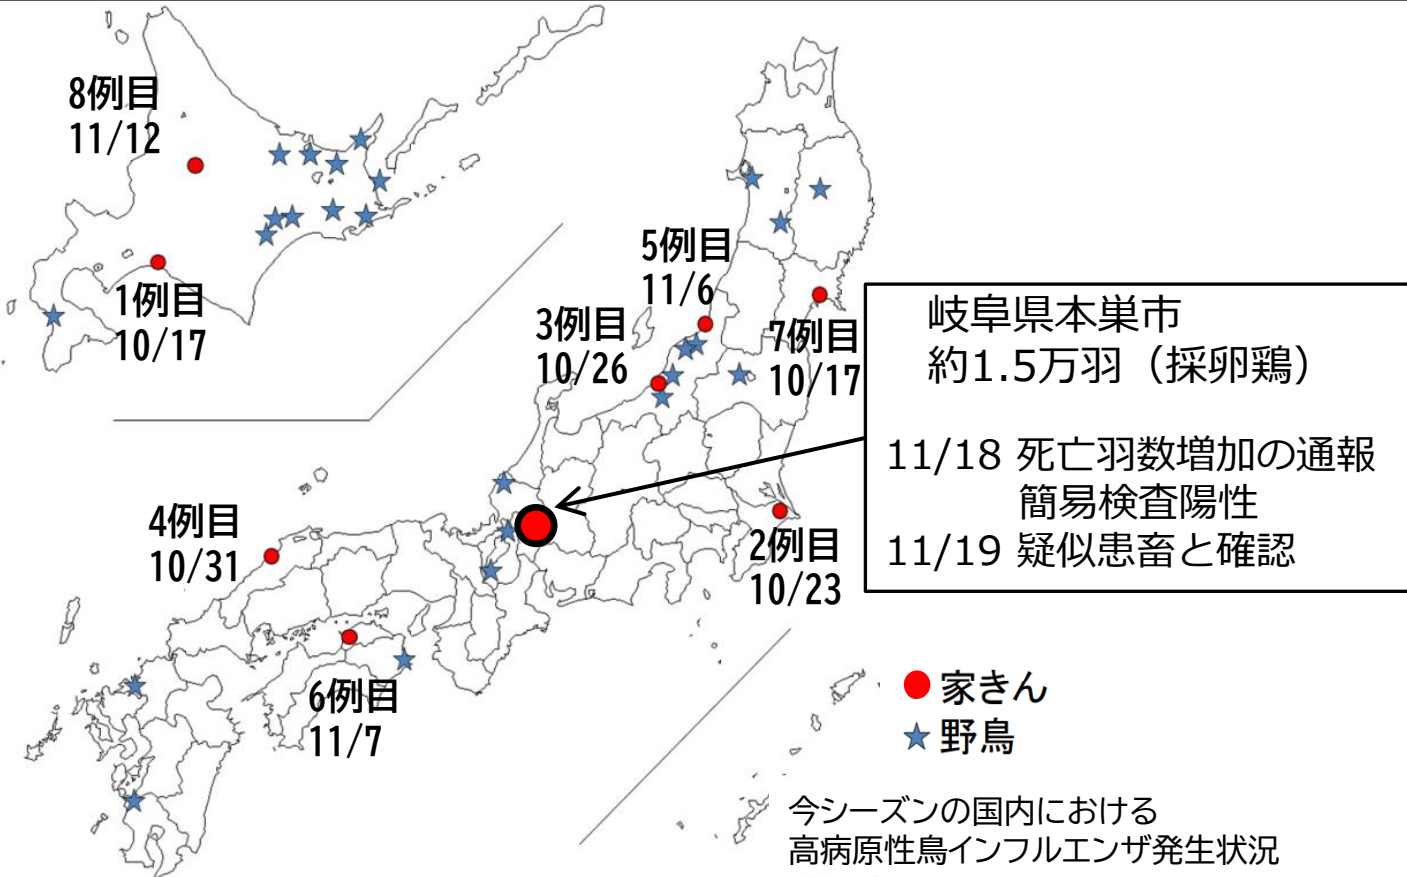 8例目
11/12
1例目
10/17
5例目
11/6
3例目
10/26
7例目
10/17
岐阜県本巣市
約1.5万羽（採卵鶏）
11/18 死亡羽数増加の通報
簡易検査陽性
11/19 疑似患畜と確認
4例目
10/31
2例目
10/23
6例目
11/7
家きん
野鳥
今シーズンの国内における
高病原性鳥インフルエンザ発生状況